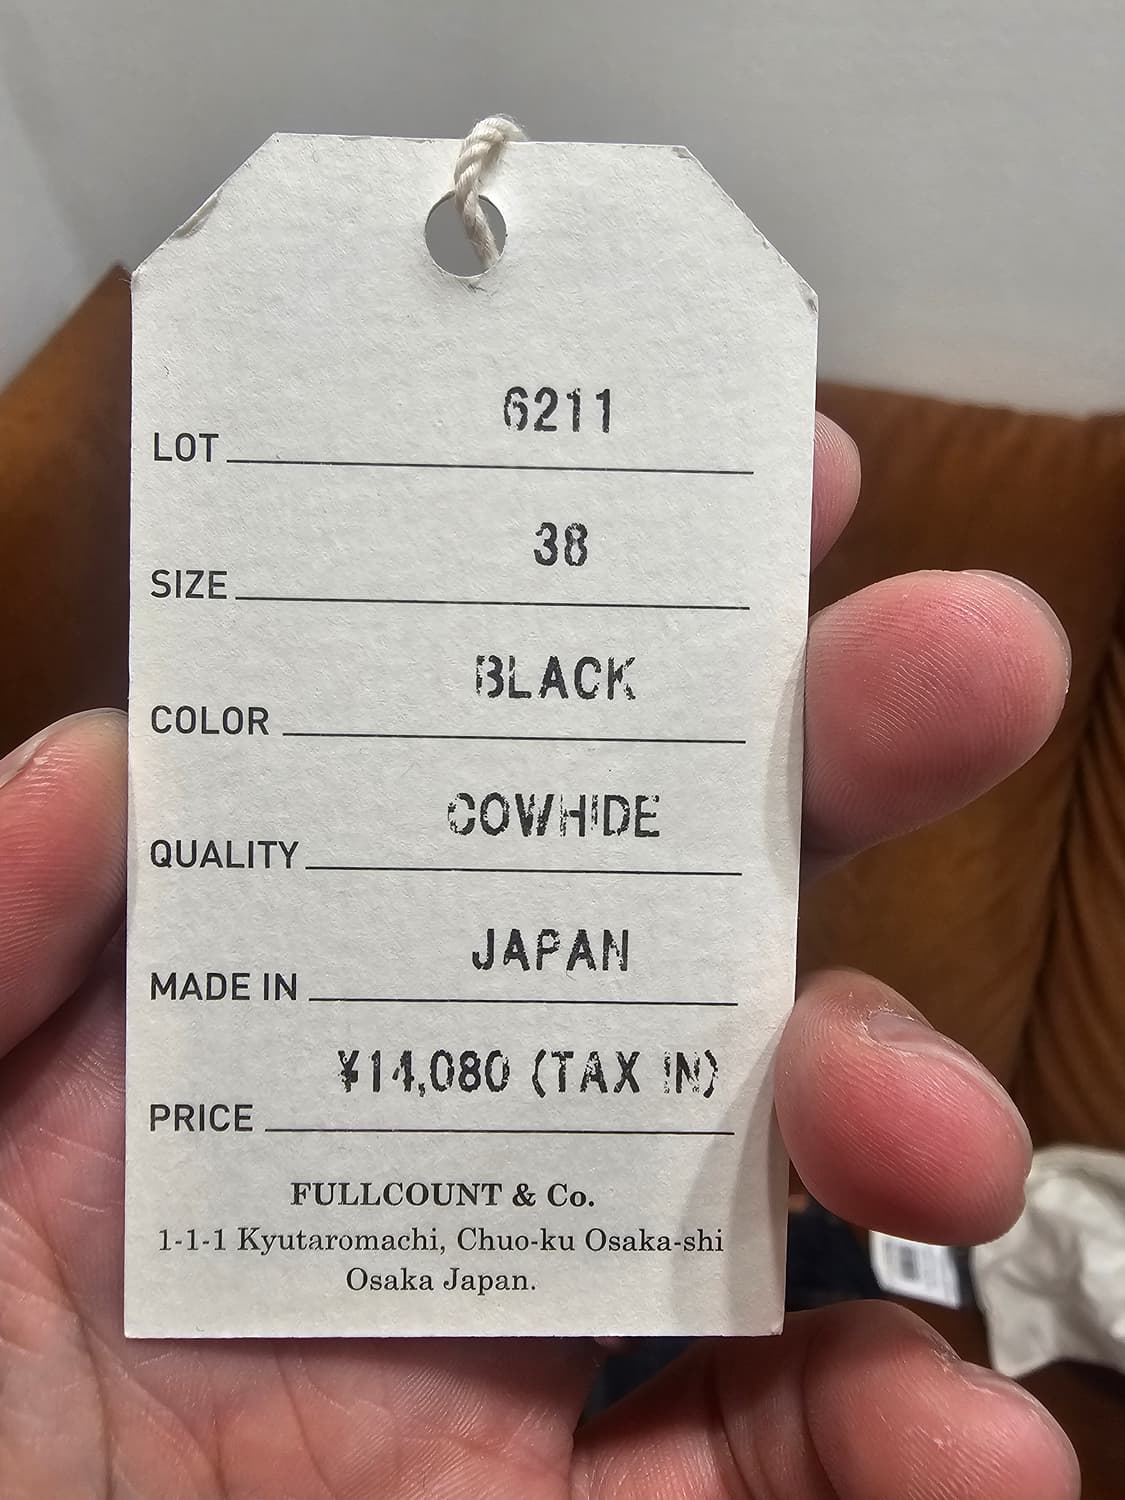 LOT 6211
SIZE 38
COLOR BLACK
QUALITY COWHIDE
MADE IN JAPAN
PRICE ¥14,080 (TAX IN)
FULLCOUNT & Co.
1-1-1 Kyutaromachi, Chuo-ku Osaka-shi
Osaka Japan.